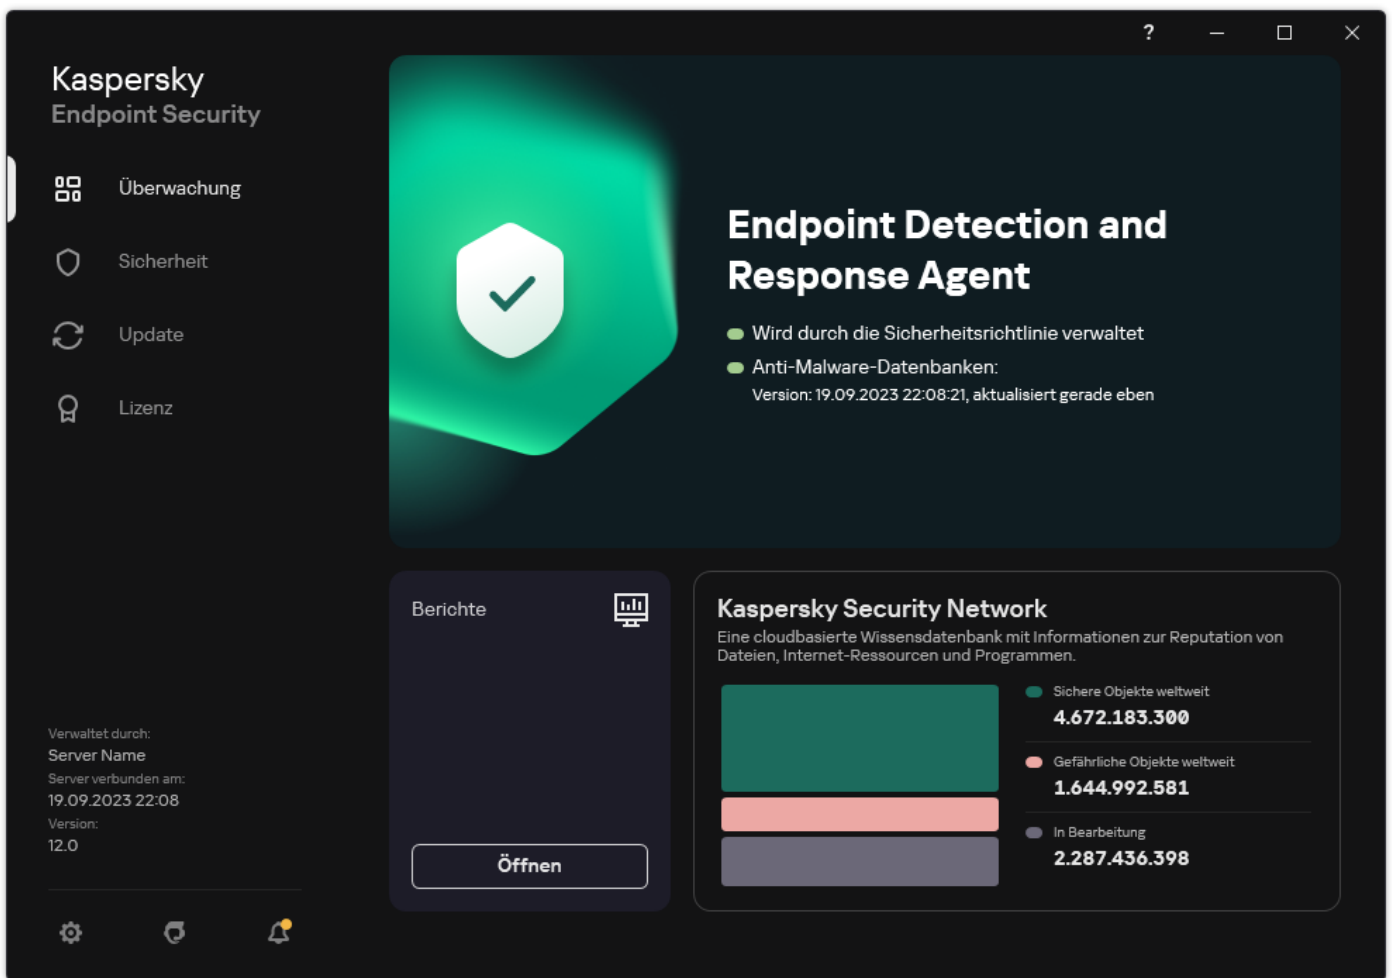 ?
Kaspersky
Endpoint Security
Überwachung
Sicherheit
Update
Lizenz
Verwaltet durch:
Server Name
Server verbunden am:
19.09.2023 22:08
Version:
12.0
Endpoint Detection and
Response Agent
Wird durch die Sicherheitsrichtlinie verwaltet
Anti-Malware-Datenbanken:
Version: 19.09.2023 22:08:21, aktualisiert gerade eben
Berichte
Öffnen
Kaspersky Security Network
Eine cloudbasierte Wissensdatenbank mit Informationen zur Reputation von
Dateien, Internet-Ressourcen und Programmen.
Sichere Objekte weltweit
4.672.183.300
Gefährliche Objekte weltweit
1.644.992.581
In Bearbeitung
2.287.436.398